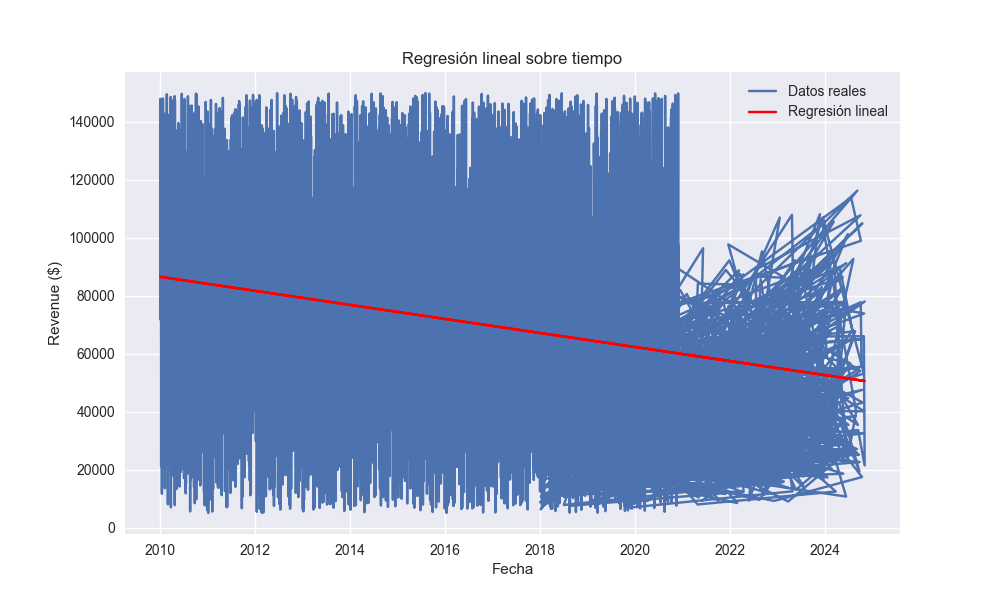 Regresión lineal sobre tiempo
Datos reales
Regresión lineal
Revenue ($)
140000
120000
100000
80000
60000
40000
20000
0
2010 2012 2014 2016 2018 2020 2022 2024
Fecha